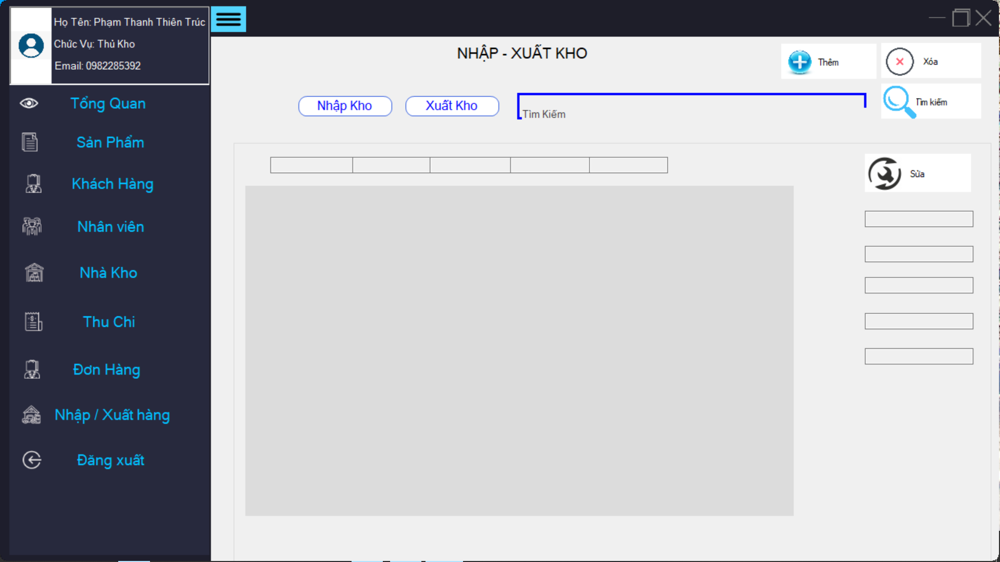 Họ Tên: Phạm Thanh Thiên Trúc
Chức Vụ: Thủ Kho
Email: 0982285392
Tổng Quan
Sản Phẩm
Khách Hàng
Nhân viên
Nhà Kho
Thu Chi
Đơn Hàng
Nhập / Xuất hàng
Đăng xuất
NHẬP - XUẤT KHO
Thêm
Xóa
Nhập Kho
Xuất Kho
Tìm Kiếm
Tìm kiếm
Sửa